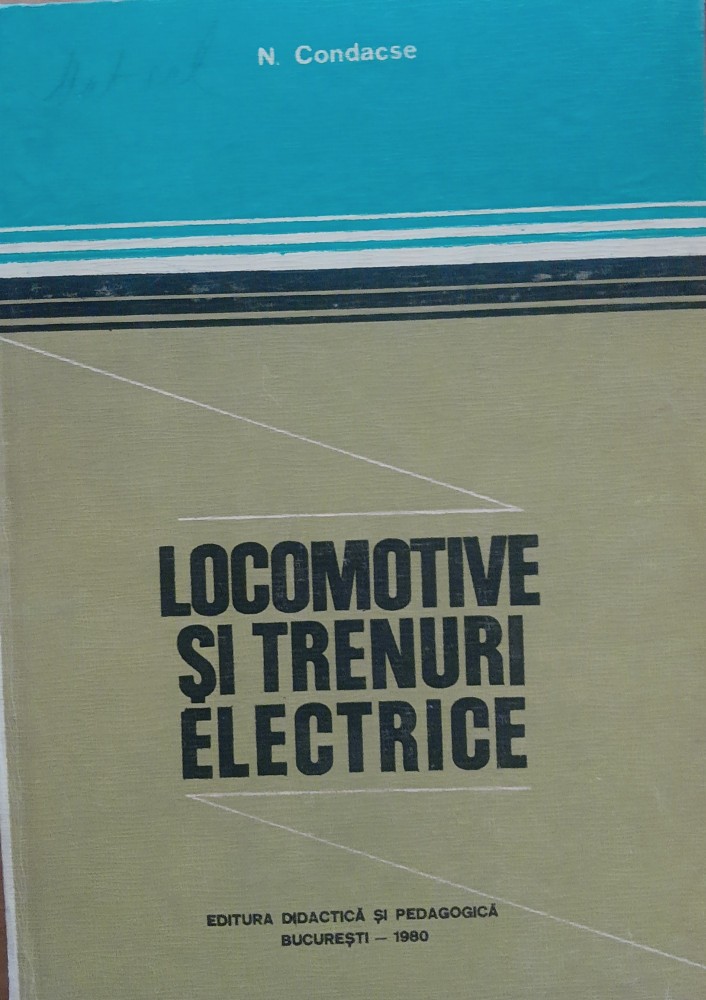 N. Condacse
LOCOMOTIVE
ȘI TRENURI
ELECTRICE
EDITURA DIDACTICĂ ȘI PEDAGOGICĂ
BUCUREȘTI — 1980